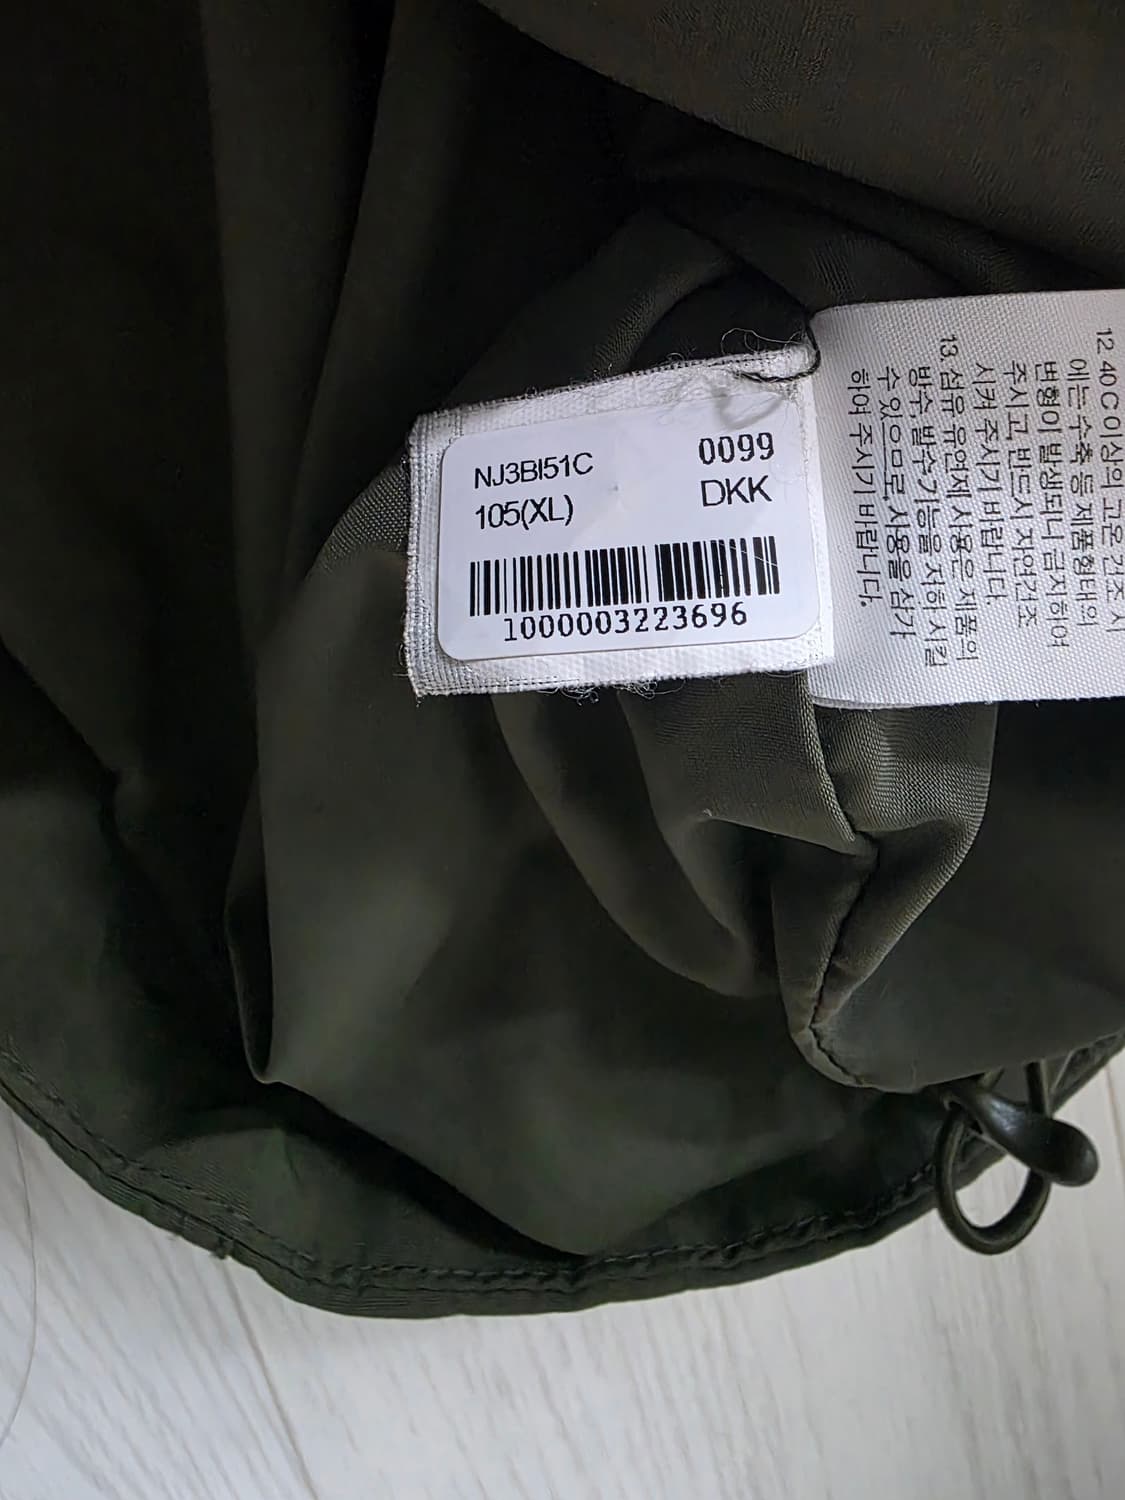 NJ3BI51C 0099
105(XL) DKK
1000003223696
12. 40 C 이상의 고온 건조 시
에는 수축 등 제품형태의
변형이 발생되니 금지하여
주시고 반드시 자연건조
시켜 주시기 바랍니다.
13. 섬유 유연제 사용은 제품의
방수, 발수 기능을 저하 시킬
수 있으므로, 사용을 삼가
하여 주시기 바랍니다.